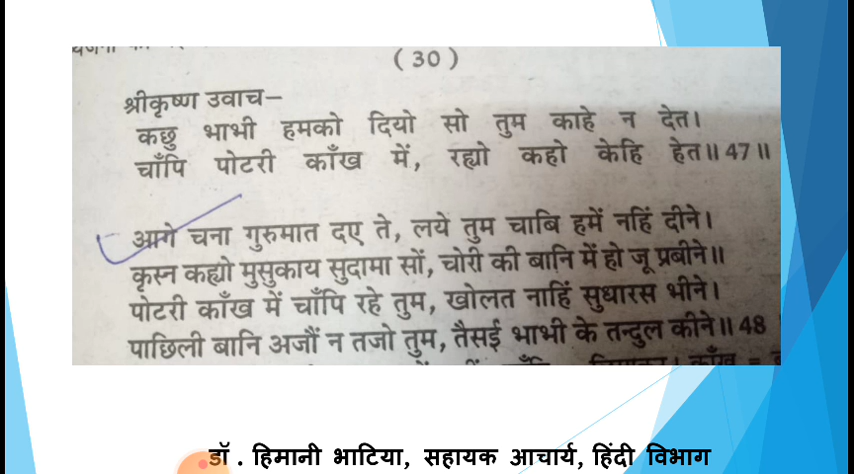 ( 30 )
श्रीकृष्ण उवाच–
कछु भाभी हमको दियो सो तुम काहे न देत।
चाँपि पोटरी काँख में, रह्यो कहो केहि हेत॥ 47॥
आगे चना गुरुमात दए ते, लये तुम चाबि हमें नहिं दीने।
कृस्न कह्यो मुसुकाय सुदामा सों, चोरी की बानि में हो जू प्रबीने॥
पोटरी काँख में चाँपि रहे तुम, खोलत नाहिं सुधारस भीने।
पाछिली बानि अजौं न तजो तुम, तैसई भाभी के तन्दुल कीने॥ 48
डॉ . हिमानी भाटिया, सहायक आचार्य, हिंदी विभाग